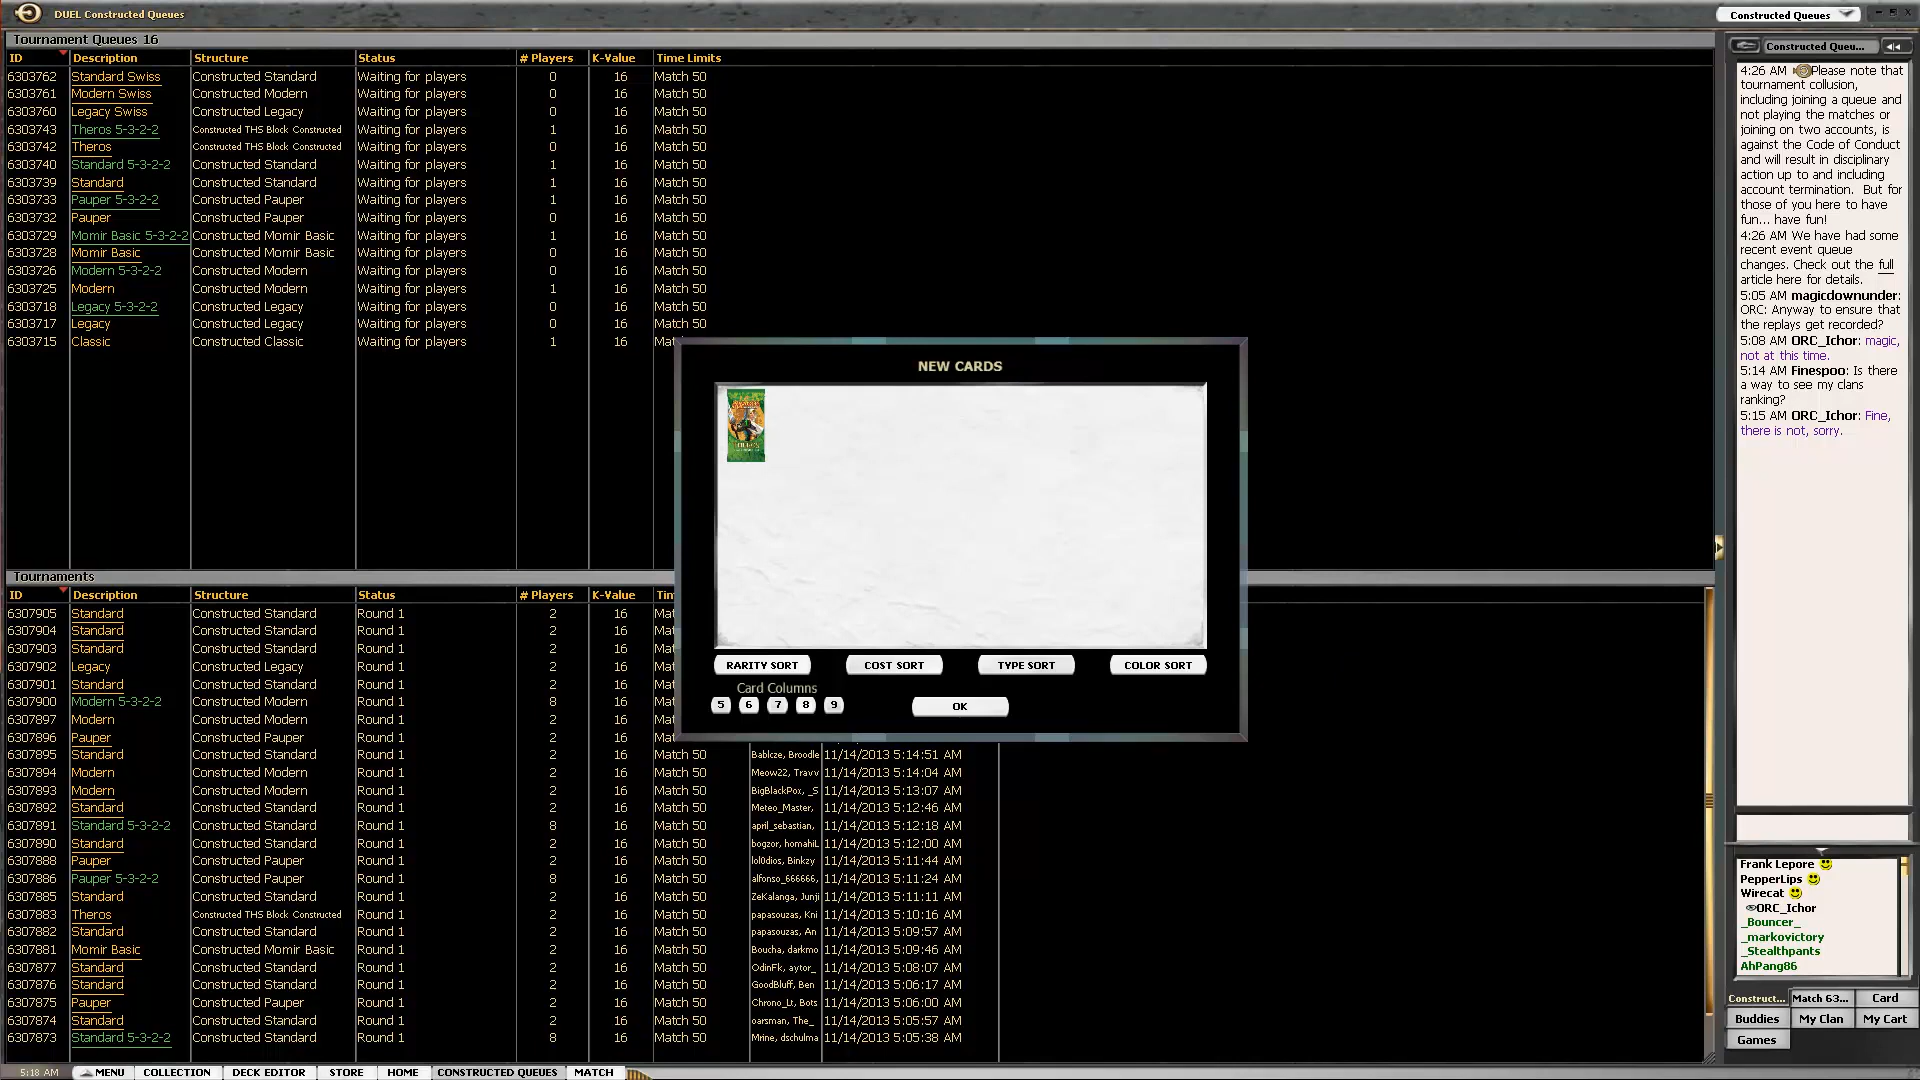 DUEL Constructed Queues
Constructed Queues
Tournament Queues 16
ID Description Structure Status # Players K-Value Time Limits
6303762 Standard Swiss Constructed Standard Waiting for players 0 16 Match 50
6303761 Modern Swiss Constructed Modern Waiting for players 0 16 Match 50
6303760 Legacy Swiss Constructed Legacy Waiting for players 0 16 Match 50
6303743 Theros 5-3-2-2 Constructed THS Block Constructed Waiting for players 1 16 Match 50
6303742 Theros Constructed THS Block Constructed Waiting for players 0 16 Match 50
6303740 Standard 5-3-2-2 Constructed Standard Waiting for players 1 16 Match 50
6303739 Standard Constructed Standard Waiting for players 1 16 Match 50
6303733 Pauper 5-3-2-2 Constructed Pauper Waiting for players 1 16 Match 50
6303732 Pauper Constructed Pauper Waiting for players 0 16 Match 50
6303729 Momir Basic 5-3-2-2 Constructed Momir Basic Waiting for players 1 16 Match 50
6303728 Momir Basic Constructed Momir Basic Waiting for players 0 16 Match 50
6303726 Modern 5-3-2-2 Constructed Modern Waiting for players 0 16 Match 50
6303725 Modern Constructed Modern Waiting for players 1 16 Match 50
6303718 Legacy 5-3-2-2 Constructed Legacy Waiting for players 0 16 Match 50
6303717 Legacy Constructed Legacy Waiting for players 0 16 Match 50
6303715 Classic Constructed Classic Waiting for players 1 16 Mat
NEW CARDS
RARITY SORT COST SORT TYPE SORT COLOR SORT
Card Columns
5 6 7 8 9 OK
Tournaments
ID Description Structure Status # Players K-Value Tim
6307905 Standard Constructed Standard Round 1 2 16 Mat
6307904 Standard Constructed Standard Round 1 2 16 Mat
6307903 Standard Constructed Standard Round 1 2 16 Mat
6307902 Legacy Constructed Legacy Round 1 2 16 Mat
6307901 Standard Constructed Standard Round 1 2 16 Mat
6307900 Modern 5-3-2-2 Constructed Modern Round 1 8 16 Mat
6307897 Modern Constructed Modern Round 1 2 16 Mat
6307896 Pauper Constructed Pauper Round 1 2 16 Mat
6307895 Standard Constructed Standard Round 1 2 16 Match 50 Bablcze, Broodle 11/14/2013 5:14:51 AM
6307894 Modern Constructed Modern Round 1 2 16 Match 50 Meow22, Travv 11/14/2013 5:14:04 AM
6307893 Modern Constructed Modern Round 1 2 16 Match 50 BigBlackPox, _S 11/14/2013 5:13:07 AM
6307892 Standard Constructed Standard Round 1 2 16 Match 50 Meteo_Master, 11/14/2013 5:12:46 AM
6307891 Standard 5-3-2-2 Constructed Standard Round 1 8 16 Match 50 april_sebastian, 11/14/2013 5:12:18 AM
6307890 Standard Constructed Standard Round 1 2 16 Match 50 bogzor, homahiL 11/14/2013 5:12:00 AM
6307888 Pauper Constructed Pauper Round 1 2 16 Match 50 lol0dios, Binkzy 11/14/2013 5:11:44 AM
6307886 Pauper 5-3-2-2 Constructed Pauper Round 1 8 16 Match 50 alfonso_666666, 11/14/2013 5:11:24 AM
6307885 Standard Constructed Standard Round 1 2 16 Match 50 ZeKalanga, Junji 11/14/2013 5:11:11 AM
6307883 Theros Constructed THS Block Constructed Round 1 2 16 Match 50 papasouzas, Kni 11/14/2013 5:10:16 AM
6307882 Standard Constructed Standard Round 1 2 16 Match 50 papasouzas, An 11/14/2013 5:09:57 AM
6307881 Momir Basic Constructed Momir Basic Round 1 2 16 Match 50 Boucha, darkmo 11/14/2013 5:09:46 AM
6307877 Standard Constructed Standard Round 1 2 16 Match 50 OdinFk, aytor_ 11/14/2013 5:08:07 AM
6307876 Standard Constructed Standard Round 1 2 16 Match 50 GoodBluff, Ben 11/14/2013 5:06:17 AM
6307875 Pauper Constructed Pauper Round 1 2 16 Match 50 Chrono_Lt, Bots 11/14/2013 5:06:00 AM
6307874 Standard Constructed Standard Round 1 2 16 Match 50 oarsman, The_ 11/14/2013 5:05:57 AM
6307873 Standard 5-3-2-2 Constructed Standard Round 1 8 16 Match 50 Mrine, dschulma 11/14/2013 5:05:38 AM
Constructed Queu...
4:26 AM Please note that
tournament collusion,
including joining a queue and
not playing the matches or
joining on two accounts, is
against the Code of Conduct
and will result in disciplinary
action up to and including
account termination. But for
those of you here to have
fun... have fun!
4:26 AM We have had some
recent event queue
changes. Check out the full
article here for details.
5:05 AM magicdownunder:
ORC: Anyway to ensure that
the replays get recorded?
5:08 AM ORC_Ichor: magic,
not at this time.
5:14 AM Finespoo: Is there
a way to see my clans
ranking?
5:15 AM ORC_Ichor: Fine,
there is not, sorry.
Frank Lepore
PepperLips
Wirecat
ORC_Ichor
_Bouncer_
_markovictory
_Stealthpants
AhPang86
Construct... Match 63... Card
Buddies My Clan My Cart
Games
5:18 AM MENU COLLECTION DECK EDITOR STORE HOME CONSTRUCTED QUEUES MATCH